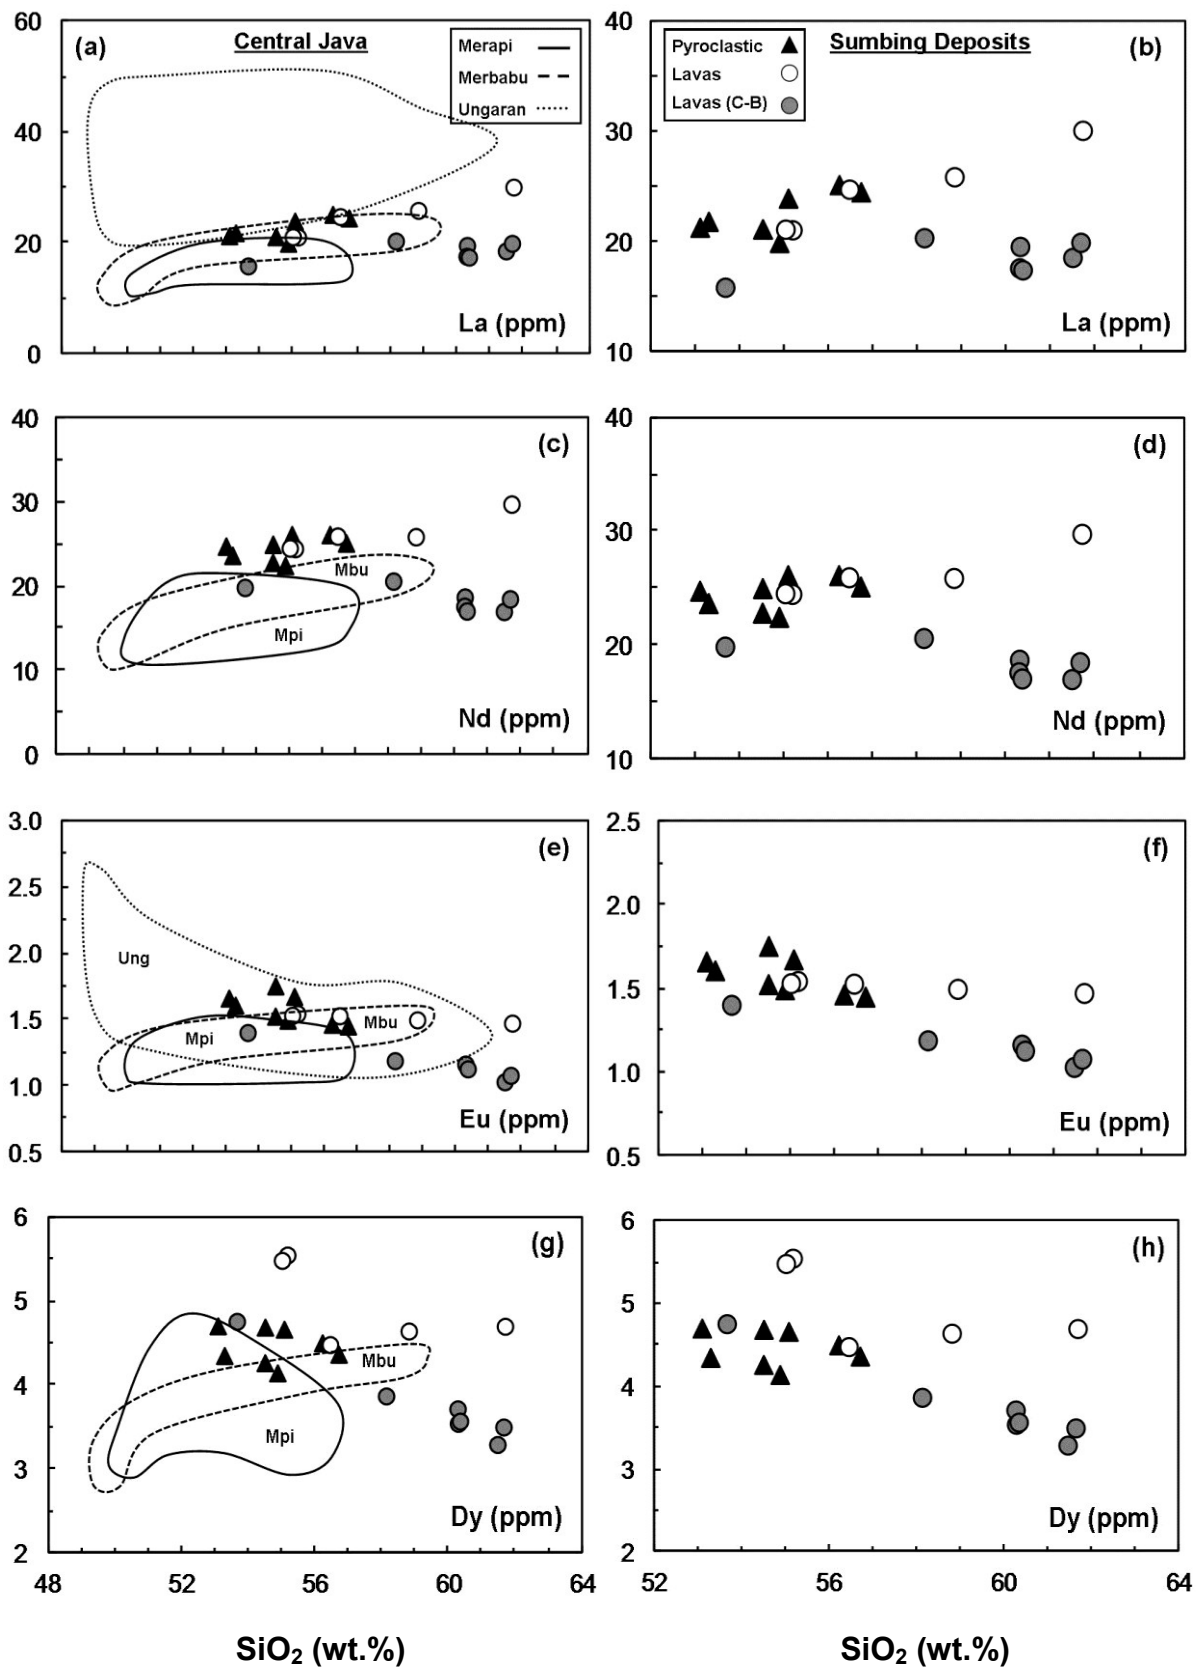 (a)
Central Java
Merapi
Merbabu
Ungaran
60
40
20
0
La (ppm)
(b)
Sumbing Deposits
Pyroclastic
Lavas
Lavas (C-B)
40
30
20
10
La (ppm)
(c)
40
30
20
10
0
Mbu
Mpi
Nd (ppm)
(d)
40
30
20
10
Nd (ppm)
(e)
3.0
2.5
2.0
1.5
1.0
0.5
Ung
Mpi
Mbu
Eu (ppm)
(f)
2.5
2.0
1.5
1.0
0.5
Eu (ppm)
(g)
6
5
4
3
2
Mbu
Mpi
Dy (ppm)
48 52 56 60 64
SiO₂ (wt.%)
(h)
6
5
4
3
2
Dy (ppm)
52 56 60 64
SiO₂ (wt.%)